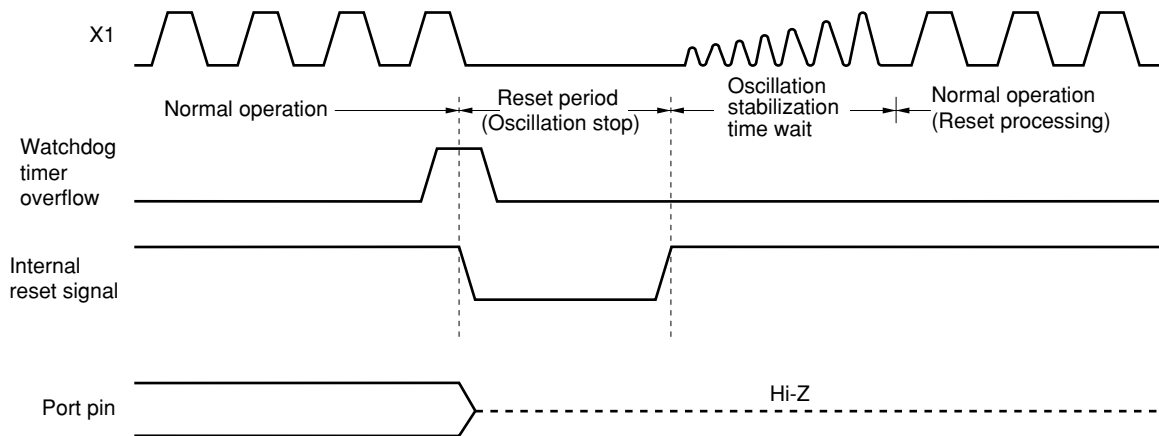 X1
Normal operation
Reset period
(Oscillation stop)
Oscillation
stabilization
time wait
Normal operation
(Reset processing)
Watchdog
timer
overflow
Internal
reset signal
Port pin
Hi-Z